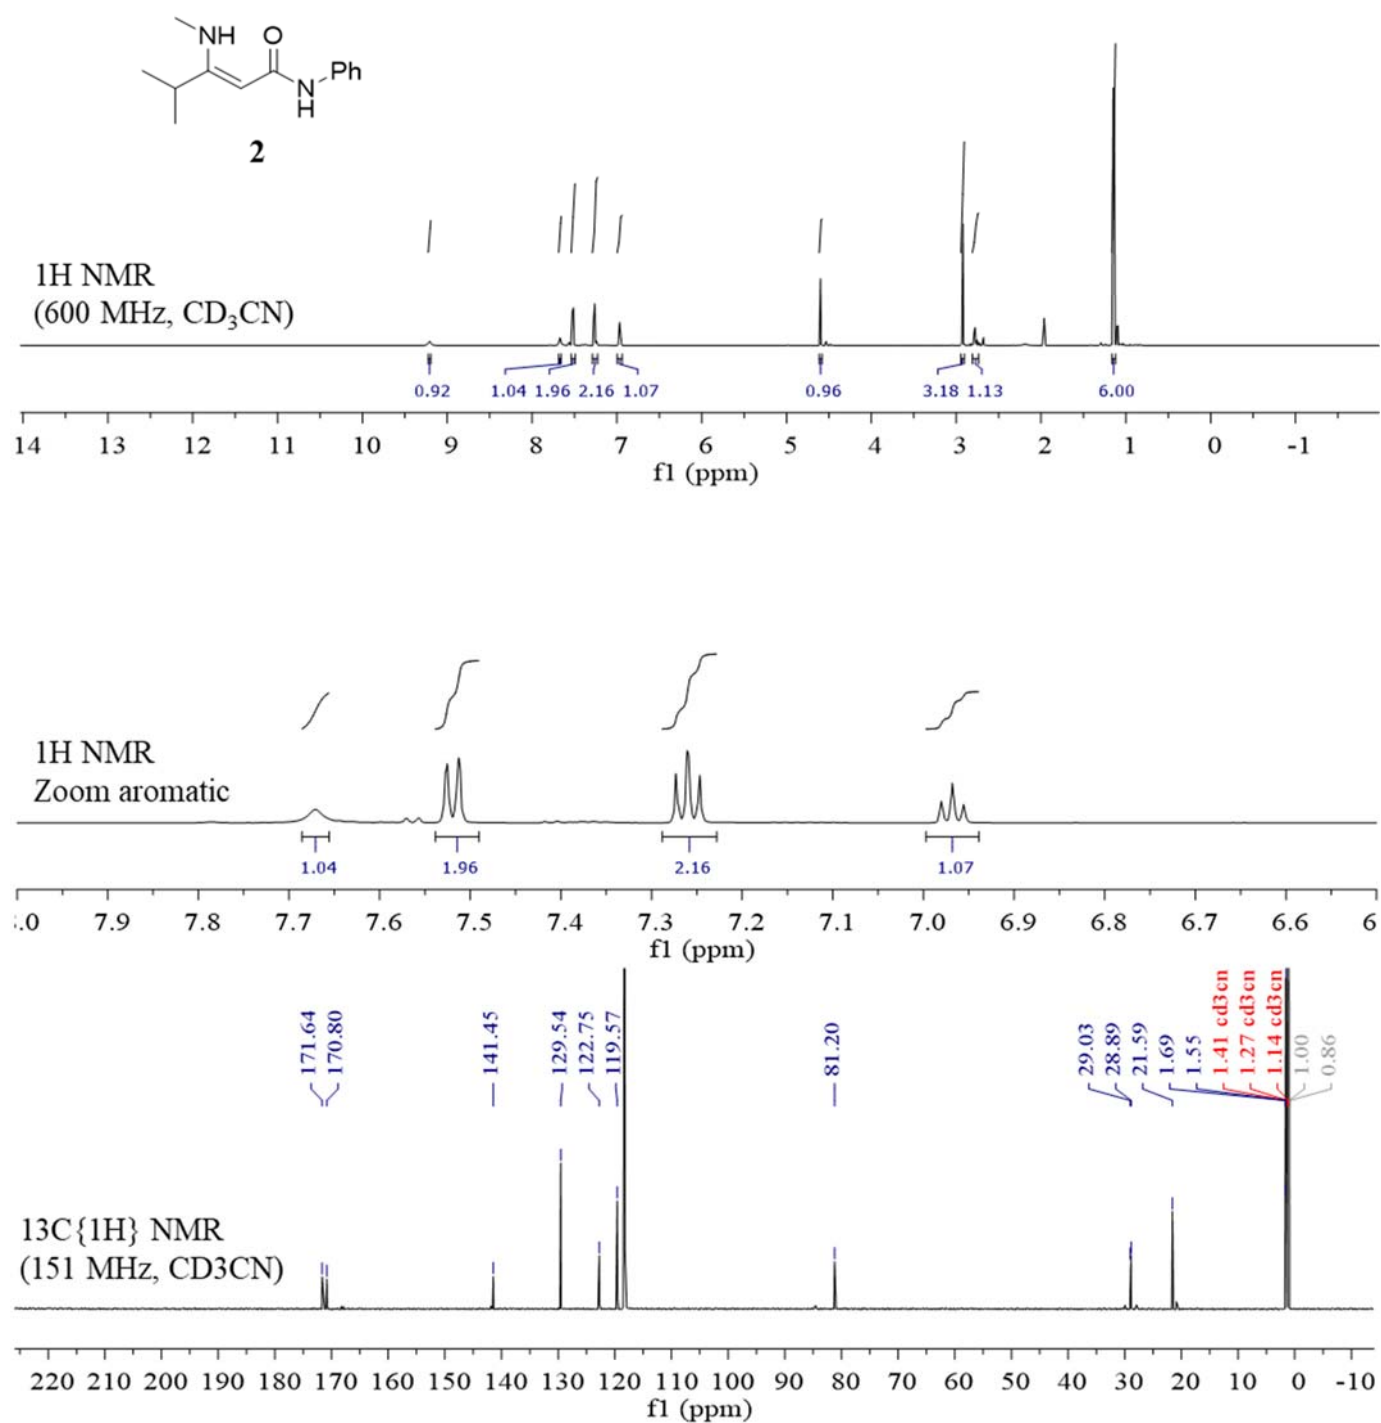 NH
O
N
H
Ph
2
1H NMR
(600 MHz, CD3CN)
0.92 1.04 1.96 2.16 1.07 0.96 3.18 1.13 6.00
14 13 12 11 10 9 8 7 6 5 4 3 2 1 0 -1
f1 (ppm)
1H NMR
Zoom aromatic
1.04 1.96 2.16 1.07
.0 7.9 7.8 7.7 7.6 7.5 7.4 7.3 7.2 7.1 7.0 6.9 6.8 6.7 6.6 6
f1 (ppm)
171.64
170.80
141.45
129.54
122.75
119.57
81.20
29.03
28.89
21.59
1.69
1.55
1.41 cd3cn
1.27 cd3cn
1.14 cd3cn
1.00
0.86
13C{1H} NMR
(151 MHz, CD3CN)
220 210 200 190 180 170 160 150 140 130 120 110 100 90 80 70 60 50 40 30 20 10 0 -10
f1 (ppm)